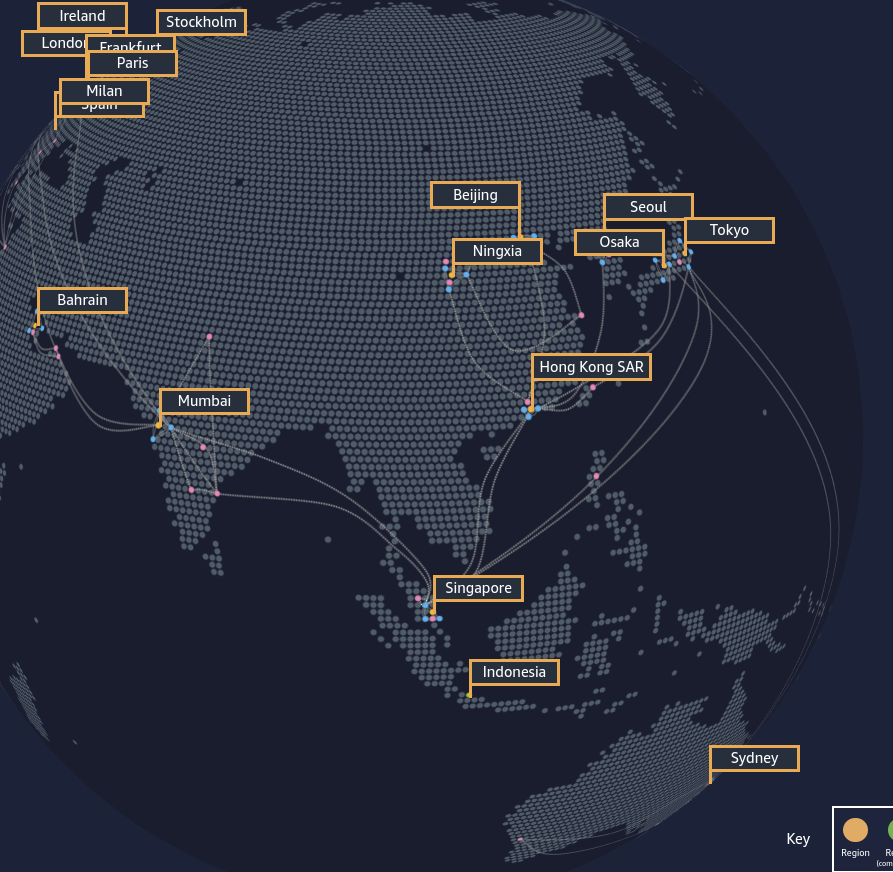 Ireland
Stockholm
London
Frankfurt
Paris
Milan
Spain
Beijing
Seoul
Tokyo
Osaka
Ningxia
Bahrain
Hong Kong SAR
Mumbai
Singapore
Indonesia
Sydney
Key
Region
Re
(com